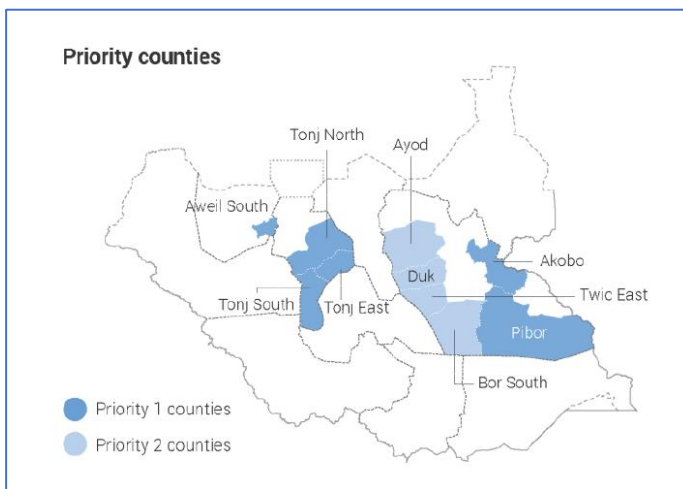 Priority counties
Tonj North
Ayod
Aweil South
Akobo
Duk
Twic East
Tonj South
Tonj East
Pibor
Bor South
Priority 1 counties
Priority 2 counties